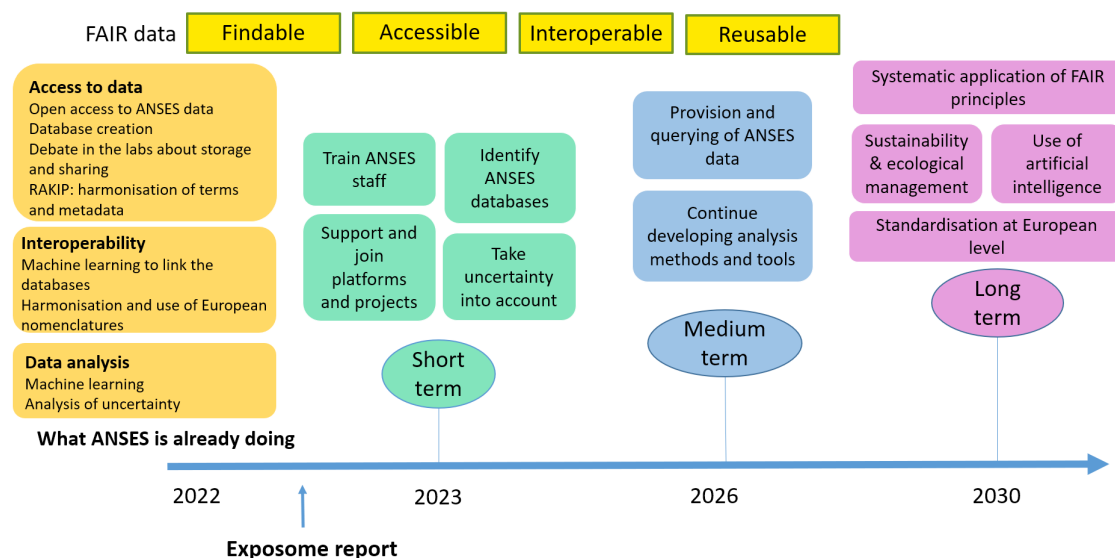 FAIR data
Findable
Accessible
Interoperable
Reusable
Access to data
Open access to ANSES data
Database creation
Debate in the labs about storage
and sharing
RAKIP: harmonisation of terms
and metadata
Interoperability
Machine learning to link the
databases
Harmonisation and use of European
nomenclatures
Data analysis
Machine learning
Analysis of uncertainty
What ANSES is already doing
Train ANSES
staff
Identify
ANSES
databases
Support and
join
platforms
and projects
Take
uncertainty
into account
Short
term
Provision and
querying of ANSES
data
Continue
developing analysis
methods and tools
Medium
term
Systematic application of FAIR
principles
Sustainability
& ecological
management
Use of
artificial
intelligence
Standardisation at European
level
Long
term
2022
2023
2026
2030
Exposome report